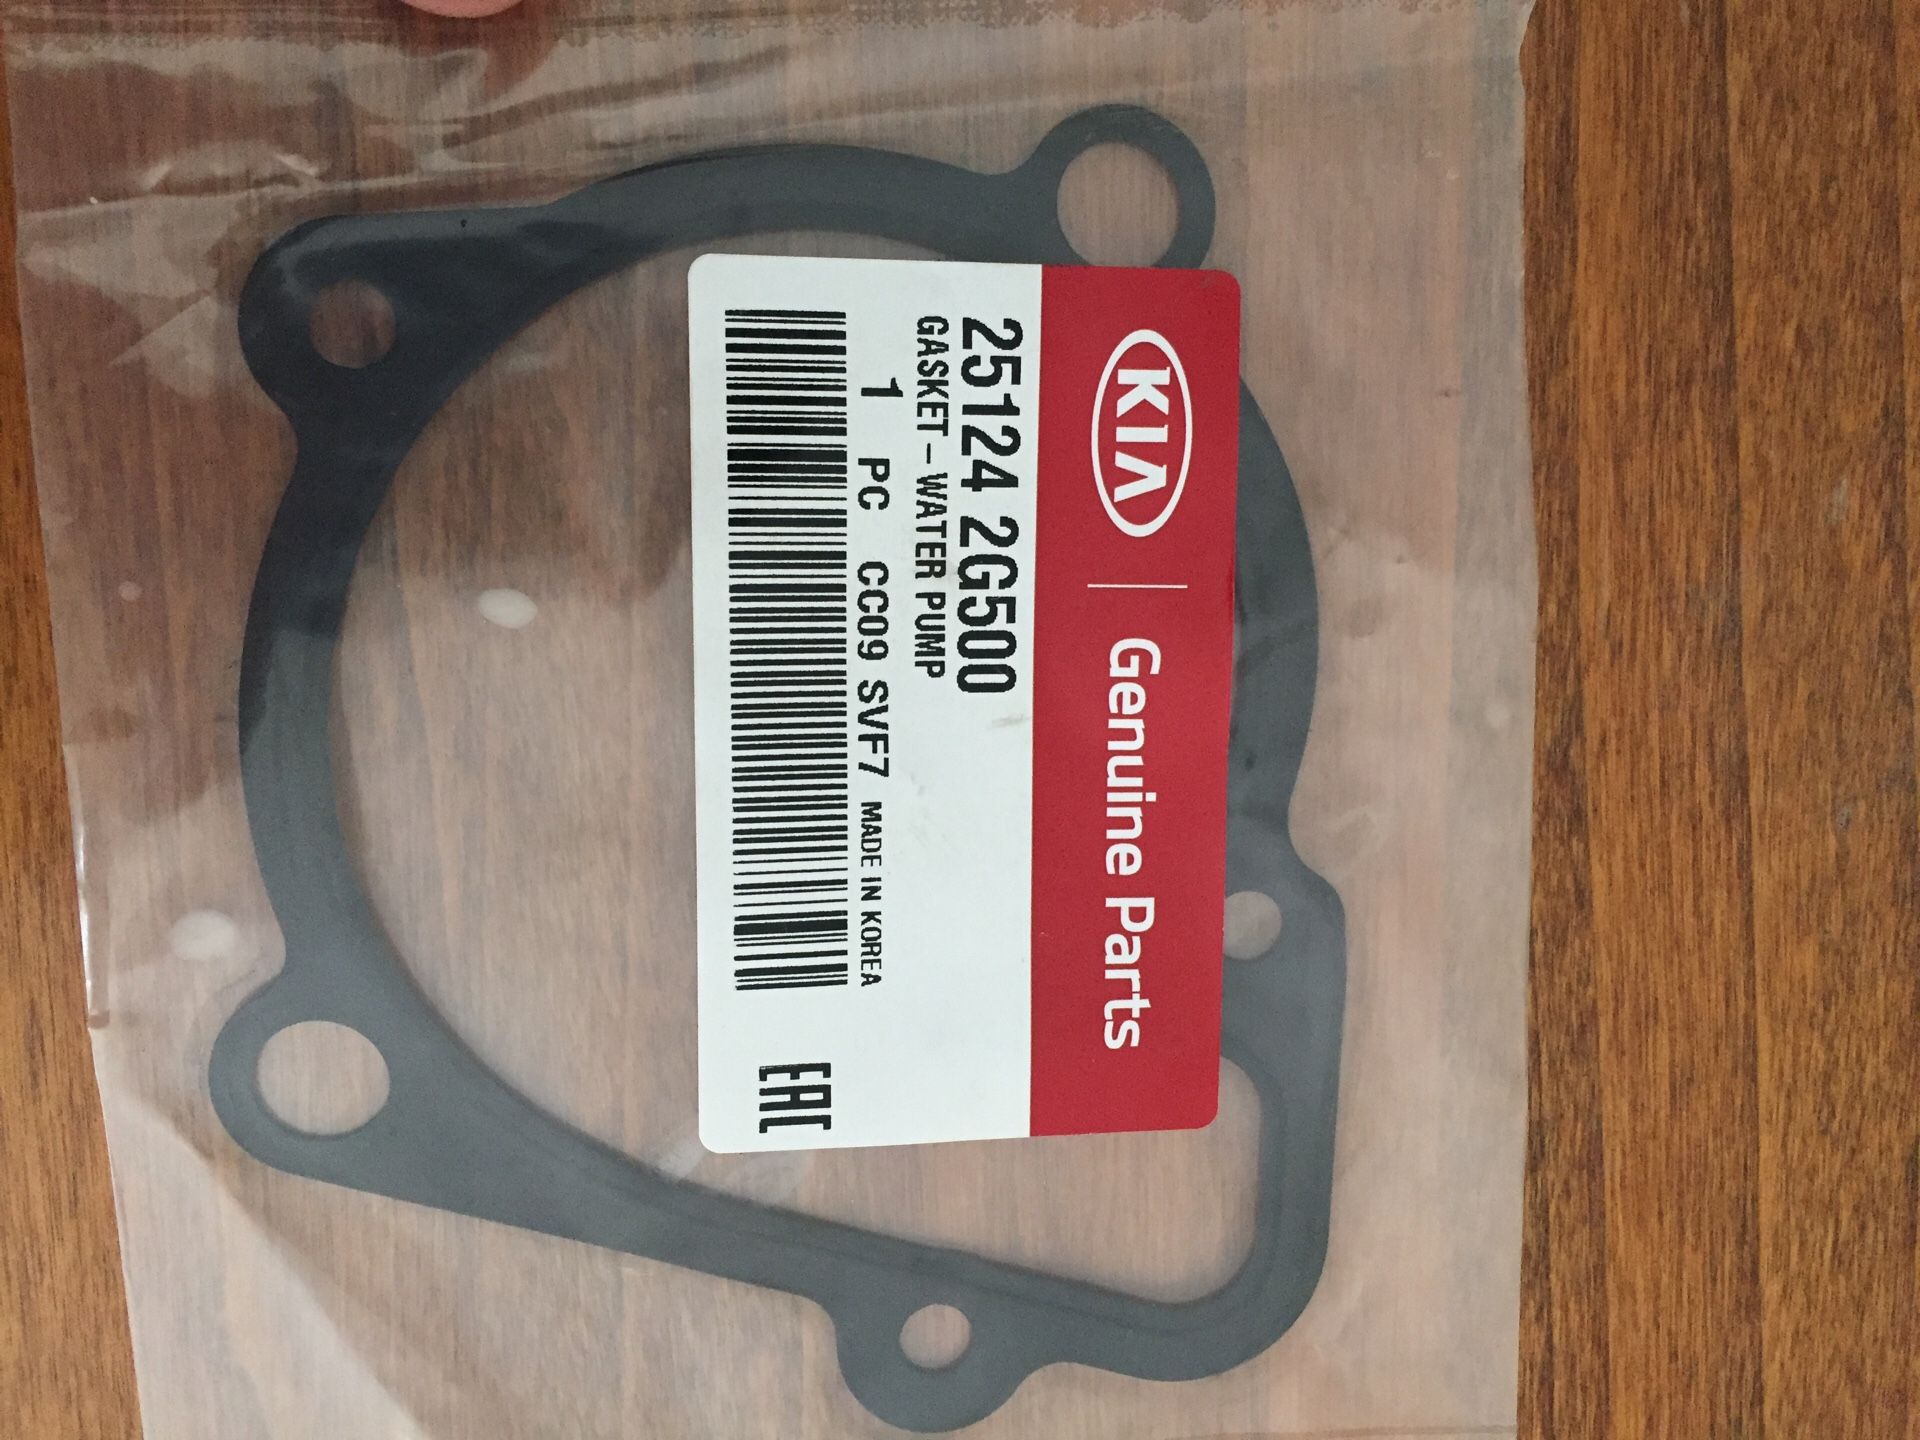 KIA | Genuine Parts
25124 2G500
GASKET-WATER PUMP
1 PC CC09 SVF7 MADE IN KOREA
EAC